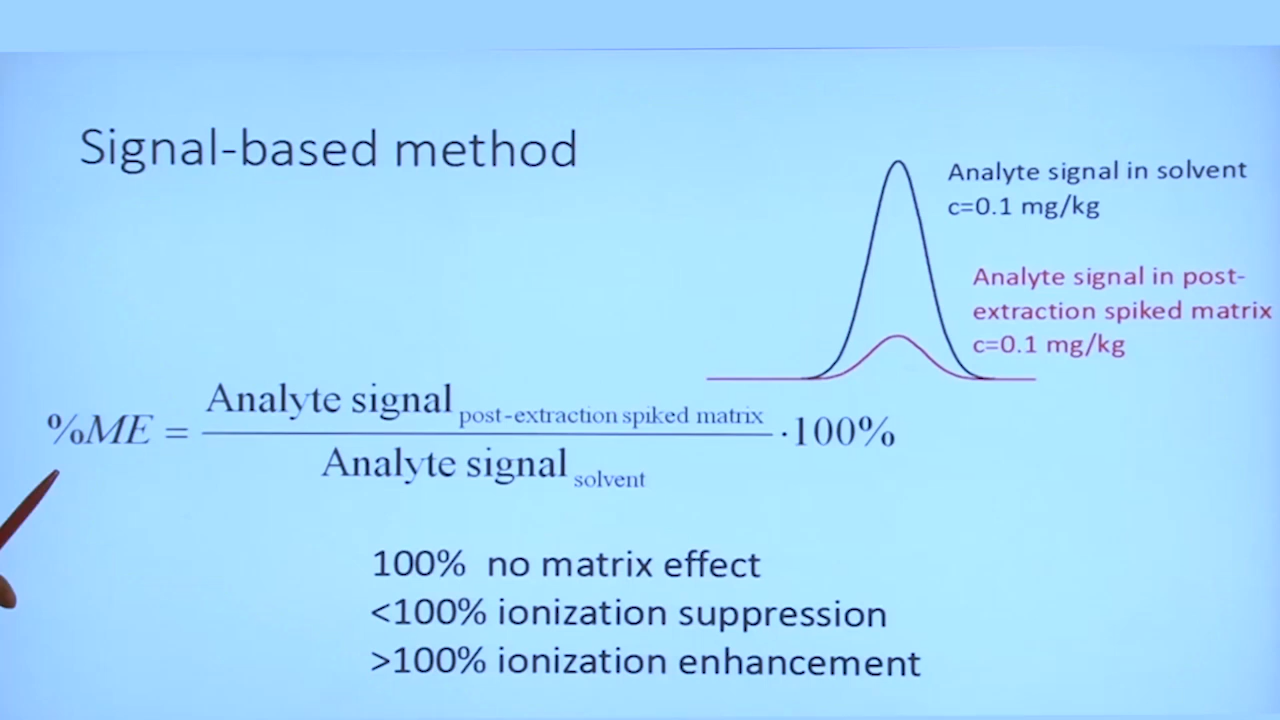 Signal-based method
Analyte signal in solvent
c=0.1 mg/kg
Analyte signal in post-
extraction spiked matrix
c=0.1 mg/kg
%ME = Analyte signal post-extraction spiked matrix / Analyte signal solvent ·100%
100% no matrix effect
<100% ionization suppression
>100% ionization enhancement